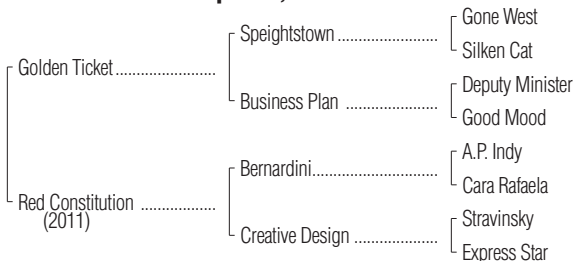 Gone West
Speightstown
Silken Cat
Golden Ticket
Deputy Minister
Business Plan
Good Mood
A.P. Indy
Bernardini
Cara Rafaela
Red Constitution
(2011)
Stravinsky
Creative Design
Express Star